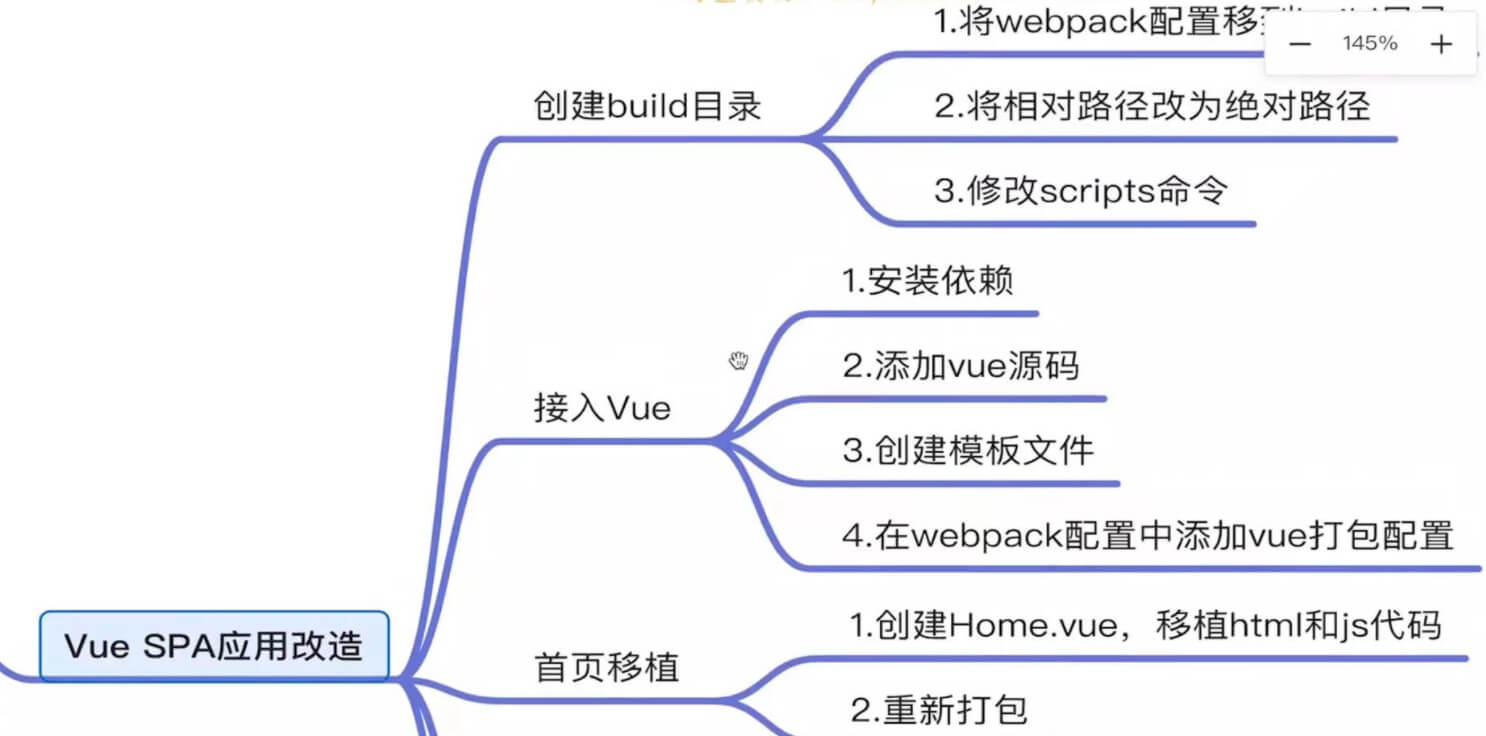 1.将webpack配置移到
145%
创建build目录
2.将相对路径改为绝对路径
3.修改scripts命令
1.安装依赖
2.添加vue源码
接入Vue
3.创建模板文件
4.在webpack配置中添加vue打包配置
Vue SPA应用改造
1.创建Home.vue，移植html和js代码
首页移植
2.重新打包